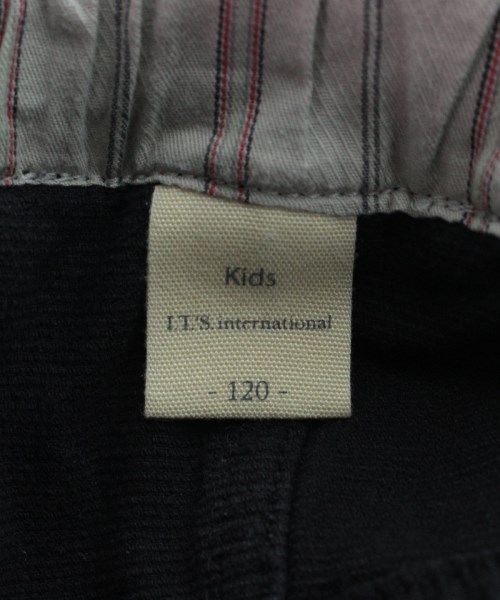 Kids
I.T.'S. international
- 120 -